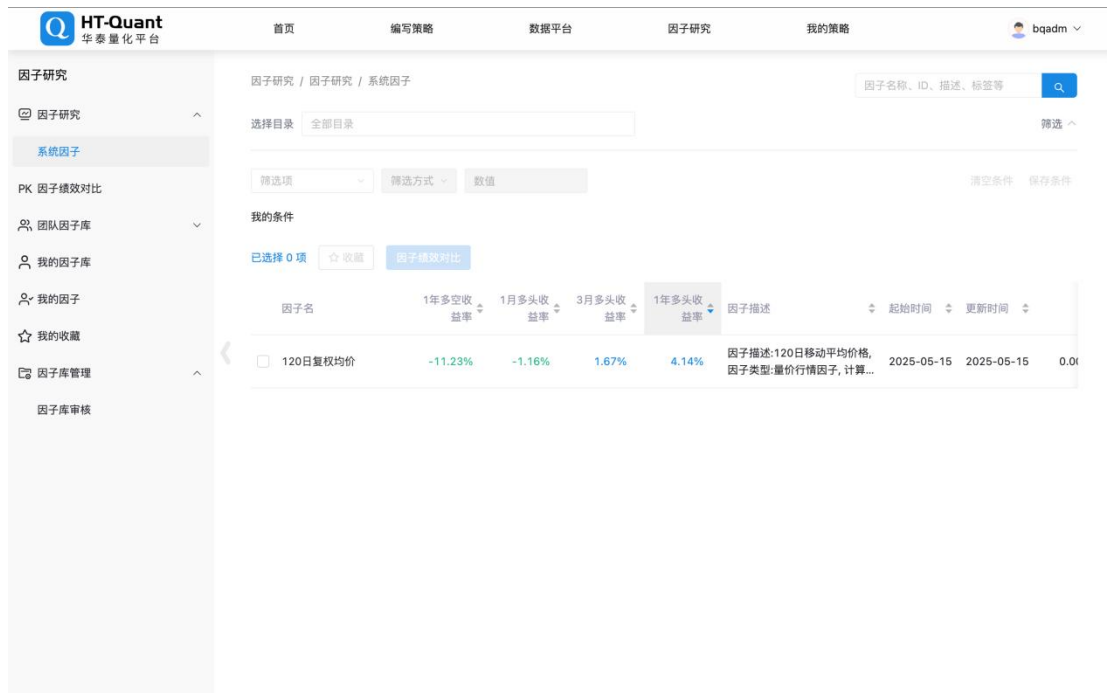 HT-Quant
华泰量化平台
首页 编写策略 数据平台 因子研究 我的策略 bqadm
因子研究
因子研究
系统因子
PK 因子绩效对比
团队因子库
我的因子库
我的因子
我的收藏
因子库管理
因子库审核
因子研究 / 因子研究 / 系统因子
因子名称、ID、描述、标签等
选择目录 全部目录
筛选
筛选项 筛选方式 数值 清空条件 保存条件
我的条件
已选择 0 项 收藏 因子绩效对比
因子名 1年多空收益率 1月多头收益率 3月多头收益率 1年多头收益率 因子描述 起始时间 更新时间
120日复权均价 -11.23% -1.16% 1.67% 4.14% 因子描述:120日移动平均价格, 因子类型:量价行情因子, 计算... 2025-05-15 2025-05-15 0.00